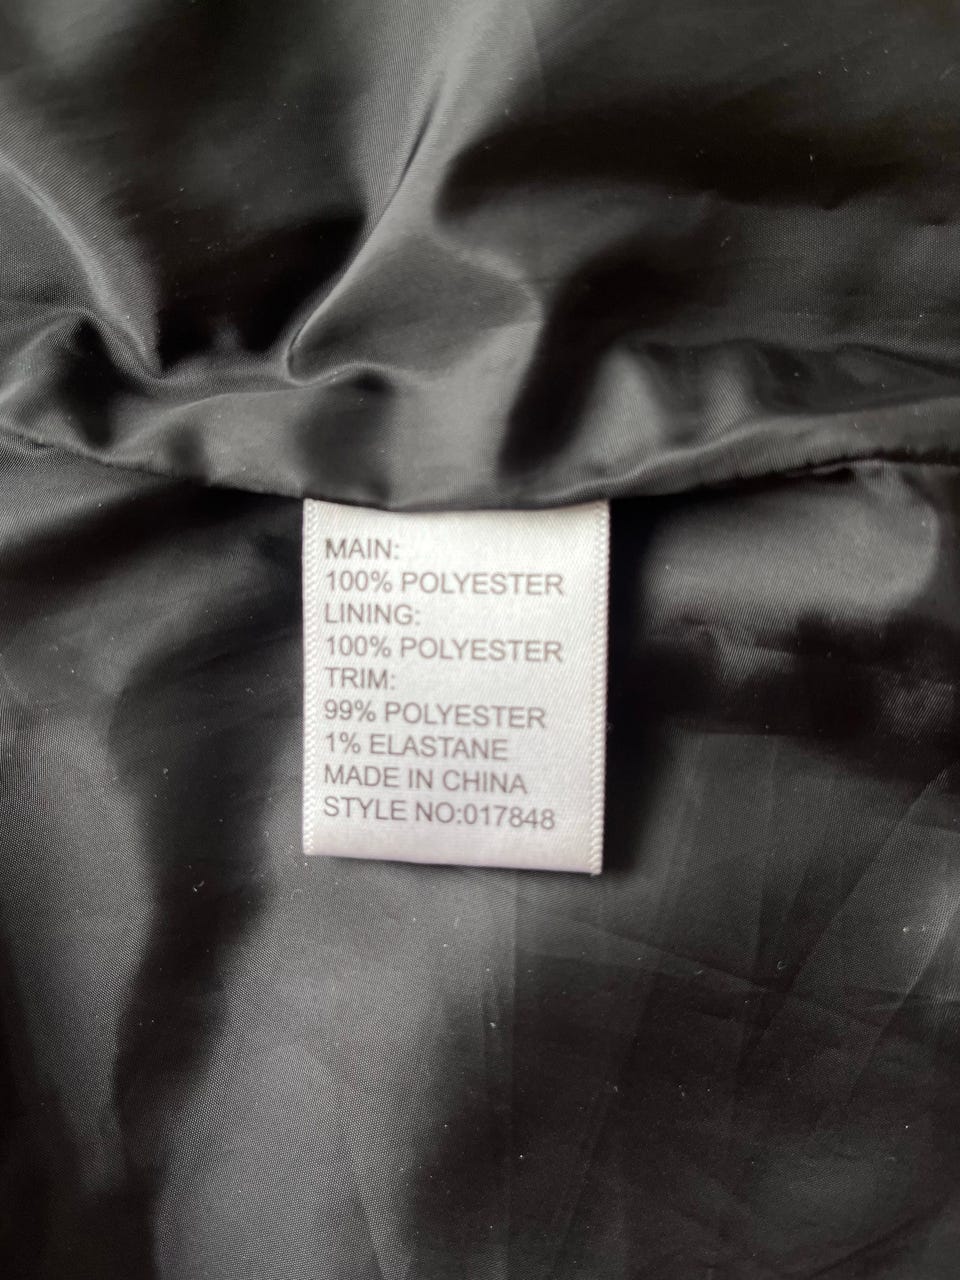 MAIN:
100% POLYESTER
LINING:
100% POLYESTER
TRIM:
99% POLYESTER
1% ELASTANE
MADE IN CHINA
STYLE NO:017848